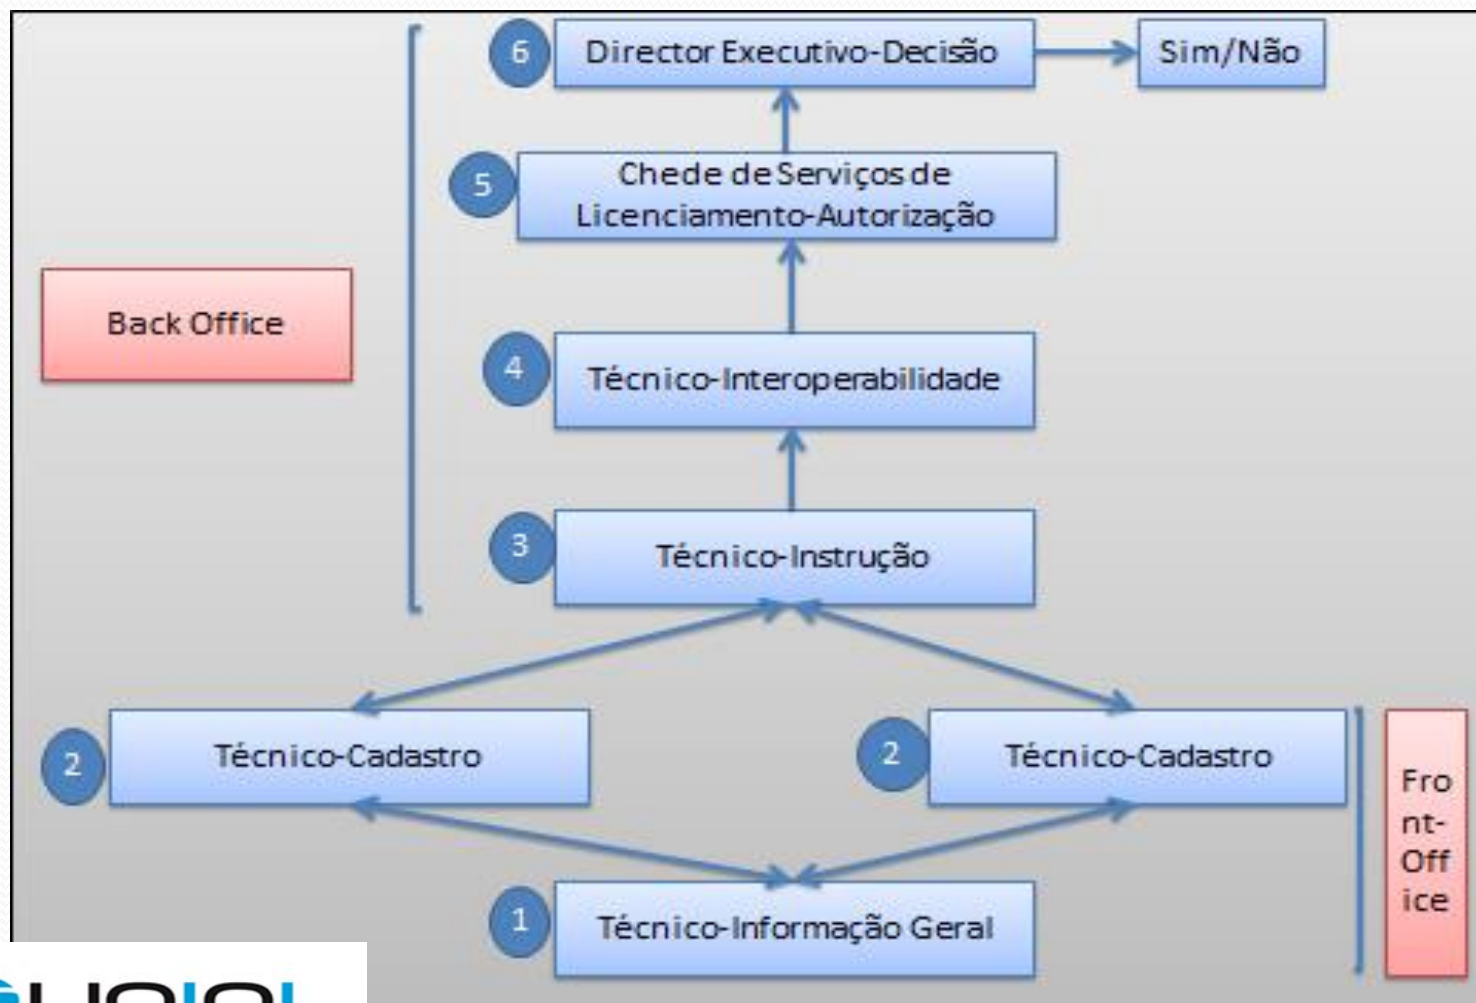 6
Director Executivo-Decisão
Sim/Não
5
Chede de Serviços de
Licenciamento-Autorização
Back Office
4
Técnico-Interoperabilidade
3
Técnico-Instrução
2
Técnico-Cadastro
2
Técnico-Cadastro
Fro
nt-
Off
ice
1
Técnico-Informação Geral